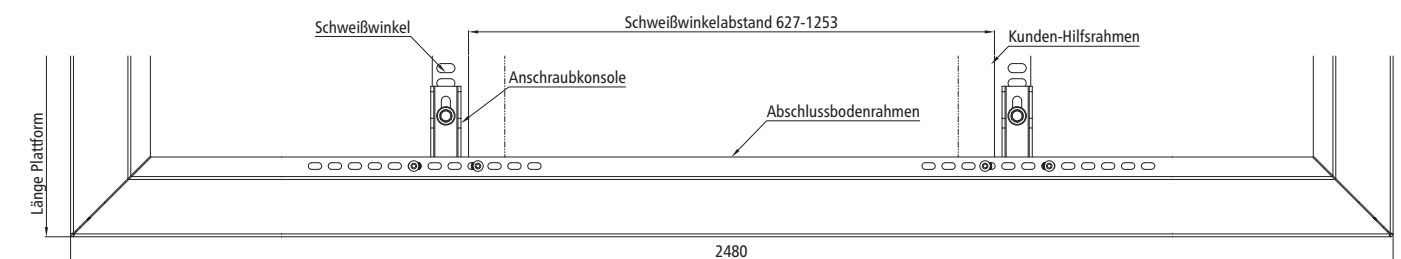 Schweißwinkelabstand 627-1253
Schweißwinkel
Kunden-Hilfsrahmen
Anschraubkonsole
Abschlussbodenrahmen
Länge Plattform
2480